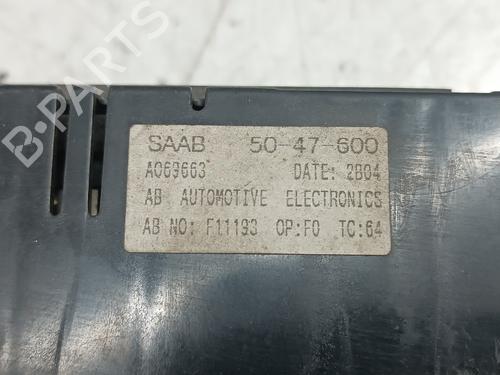 B-PARTS
SAAB 50-47-600
A069663 DATE: 2B04
AB AUTOMOTIVE ELECTRONICS
AB NO: F11193 OP:F0 TC:64